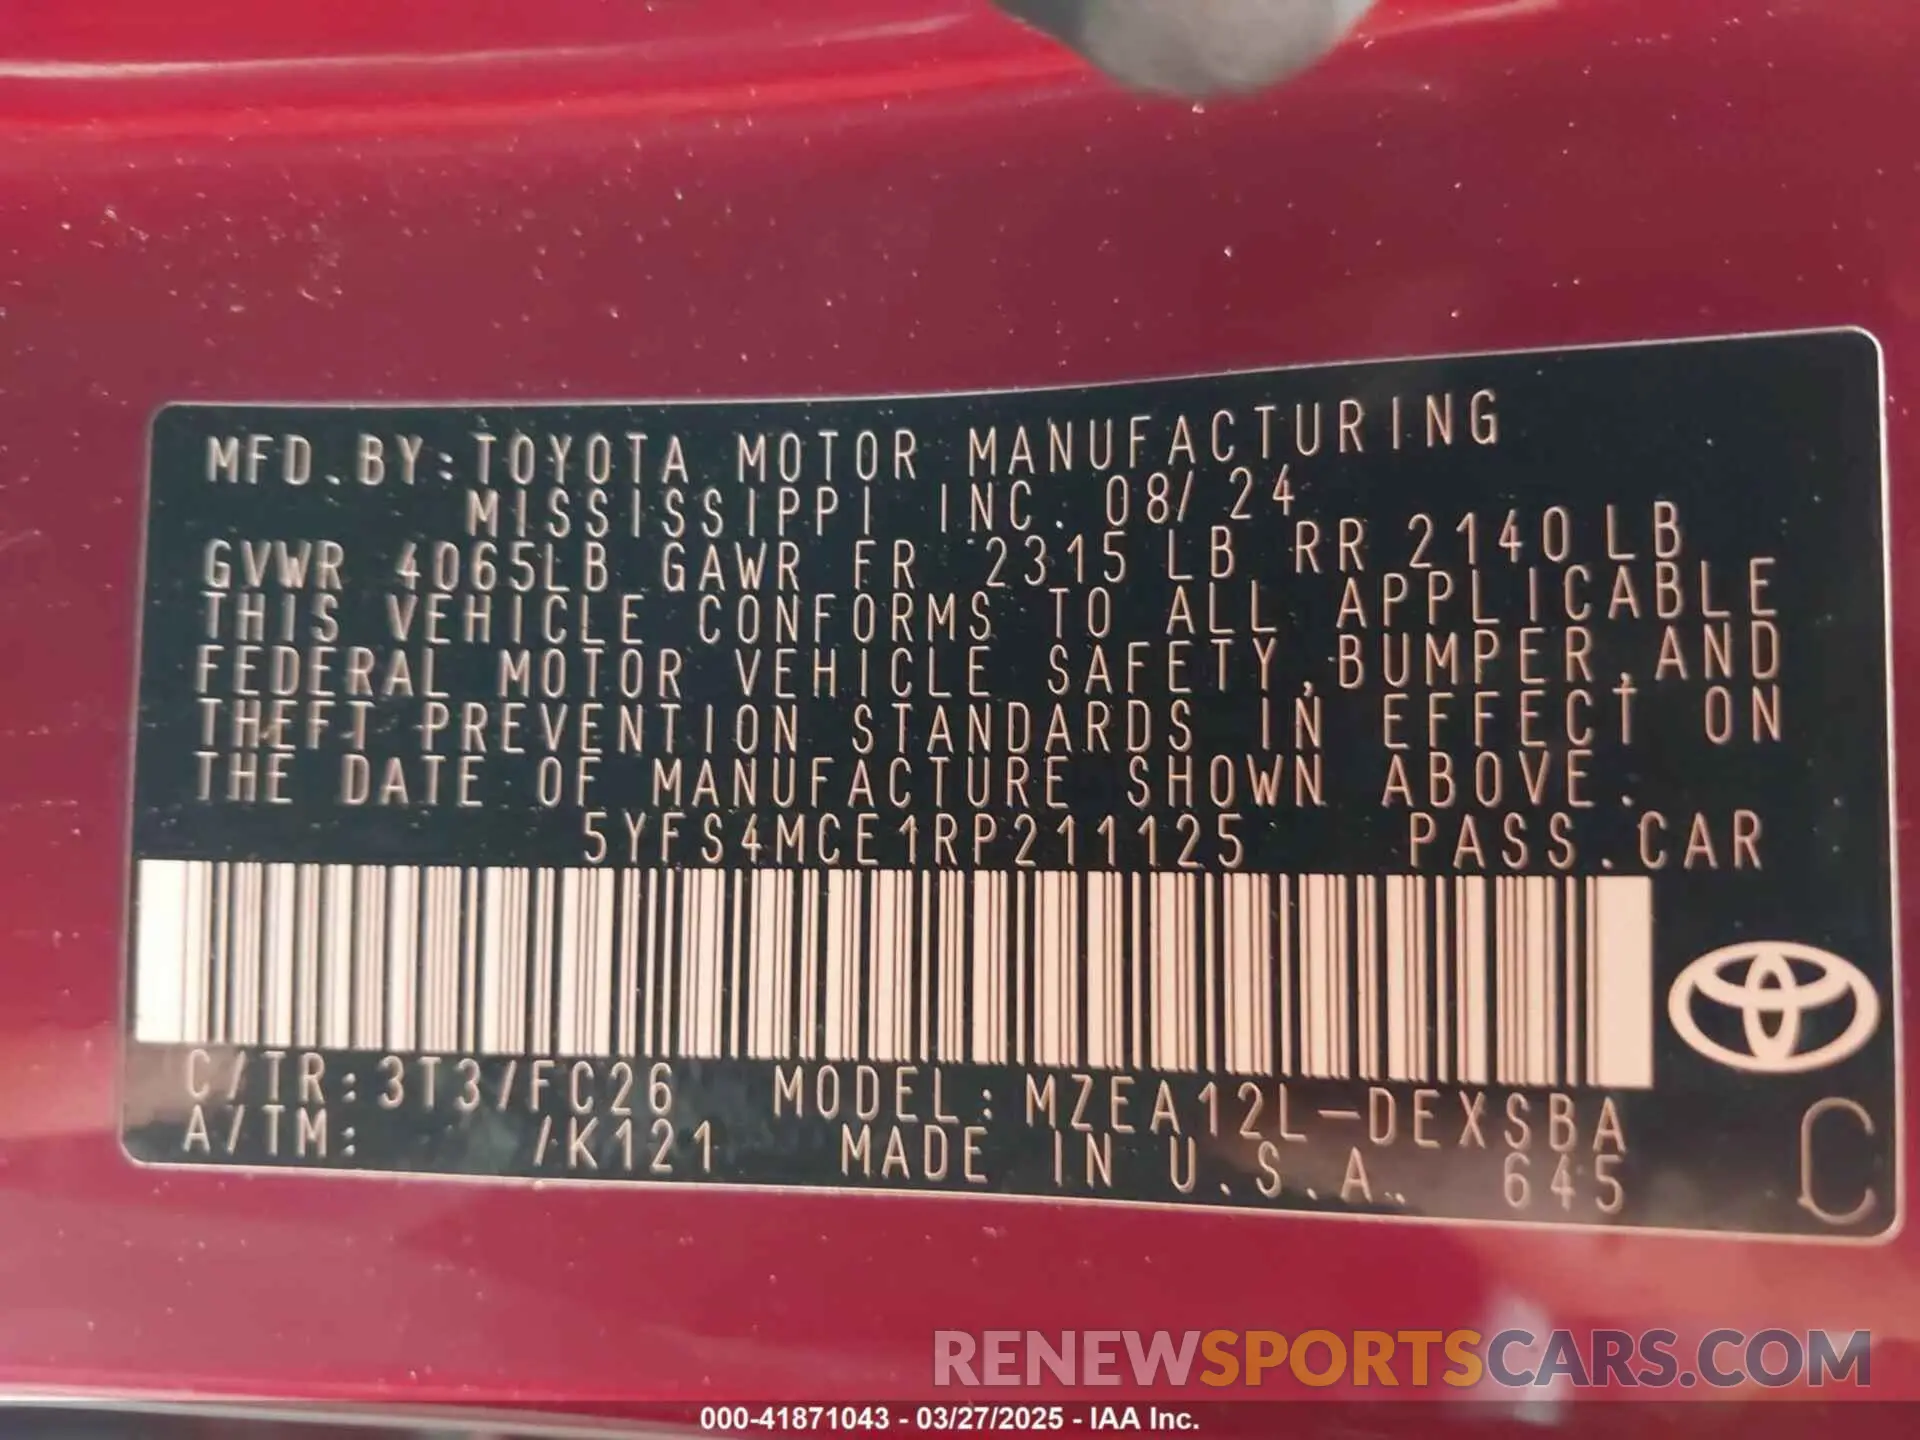 MFD.BY:TOYOTA MOTOR MANUFACTURING
MISSISSIPPI INC. 08/24
GVWR 4065LB GAWR FR 2315LB RR 2140LB
THIS VEHICLE CONFORMS TO ALL APPLICABLE
FEDERAL MOTOR VEHICLE SAFETY,BUMPER,AND
THEFT PREVENTION STANDARDS IN EFFECT ON
THE DATE OF MANUFACTURE SHOWN ABOVE.
5YFS4MCE1RP211125 PASS.CAR
C/TR:3T3/FC26 MODEL:MZEA12L-DEXSBA
A/TM: /K121 MADE IN U.S.A. 645
C
RENEWSPORTSCARS.COM
000-41871043 - 03/27/2025 - IAA Inc.